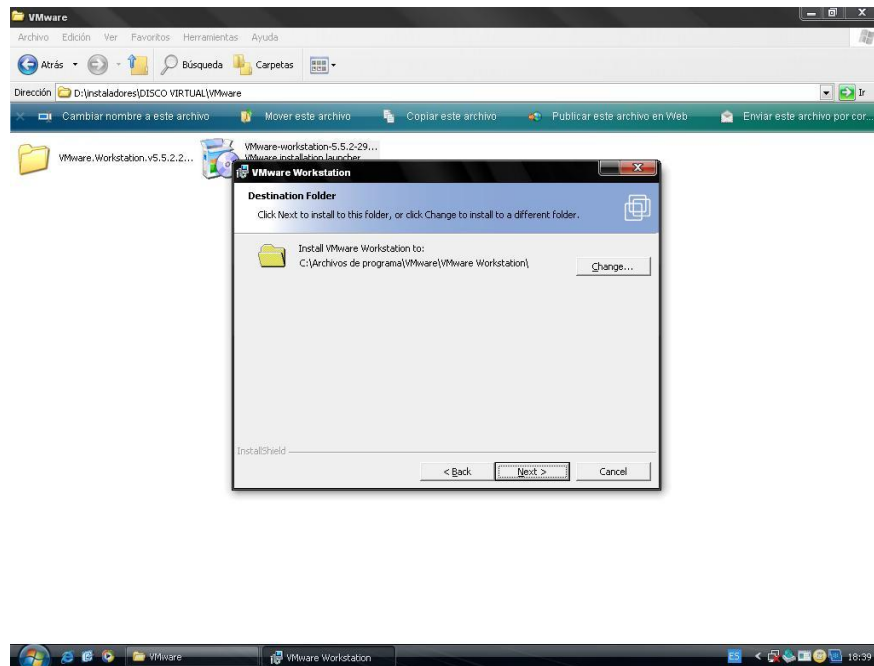 VMware
Archivo Edición Ver Favoritos Herramientas Ayuda
Atrás Búsqueda Carpetas
Dirección D:\instaladores\DISCO VIRTUAL\VMware Ir
Cambiar nombre a este archivo Mover este archivo Copiar este archivo Publicar este archivo en Web Enviar este archivo por cor...
VMware.Workstation.v5.5.2.2...
VMware-workstation-5.5.2-29...
VMware installation launcher
VMware Workstation
Destination Folder
Click Next to install to this folder, or click Change to install to a different folder.
Install VMware Workstation to:
C:\Archivos de programa\VMware\VMware Workstation\
Change...
InstallShield
< Back Next > Cancel
VMware VMware Workstation ES < 18:39